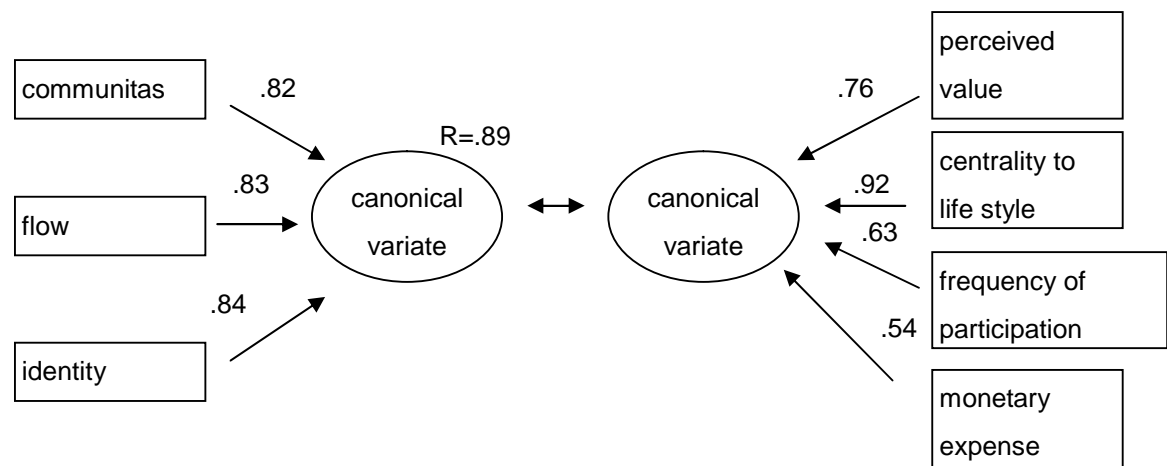 communitas
.82
flow
.83
identity
.84
R=.89
canonical
variate
canonical
variate
perceived
value
.76
centrality to
life style
.92
frequency of
participation
.63
monetary
expense
.54